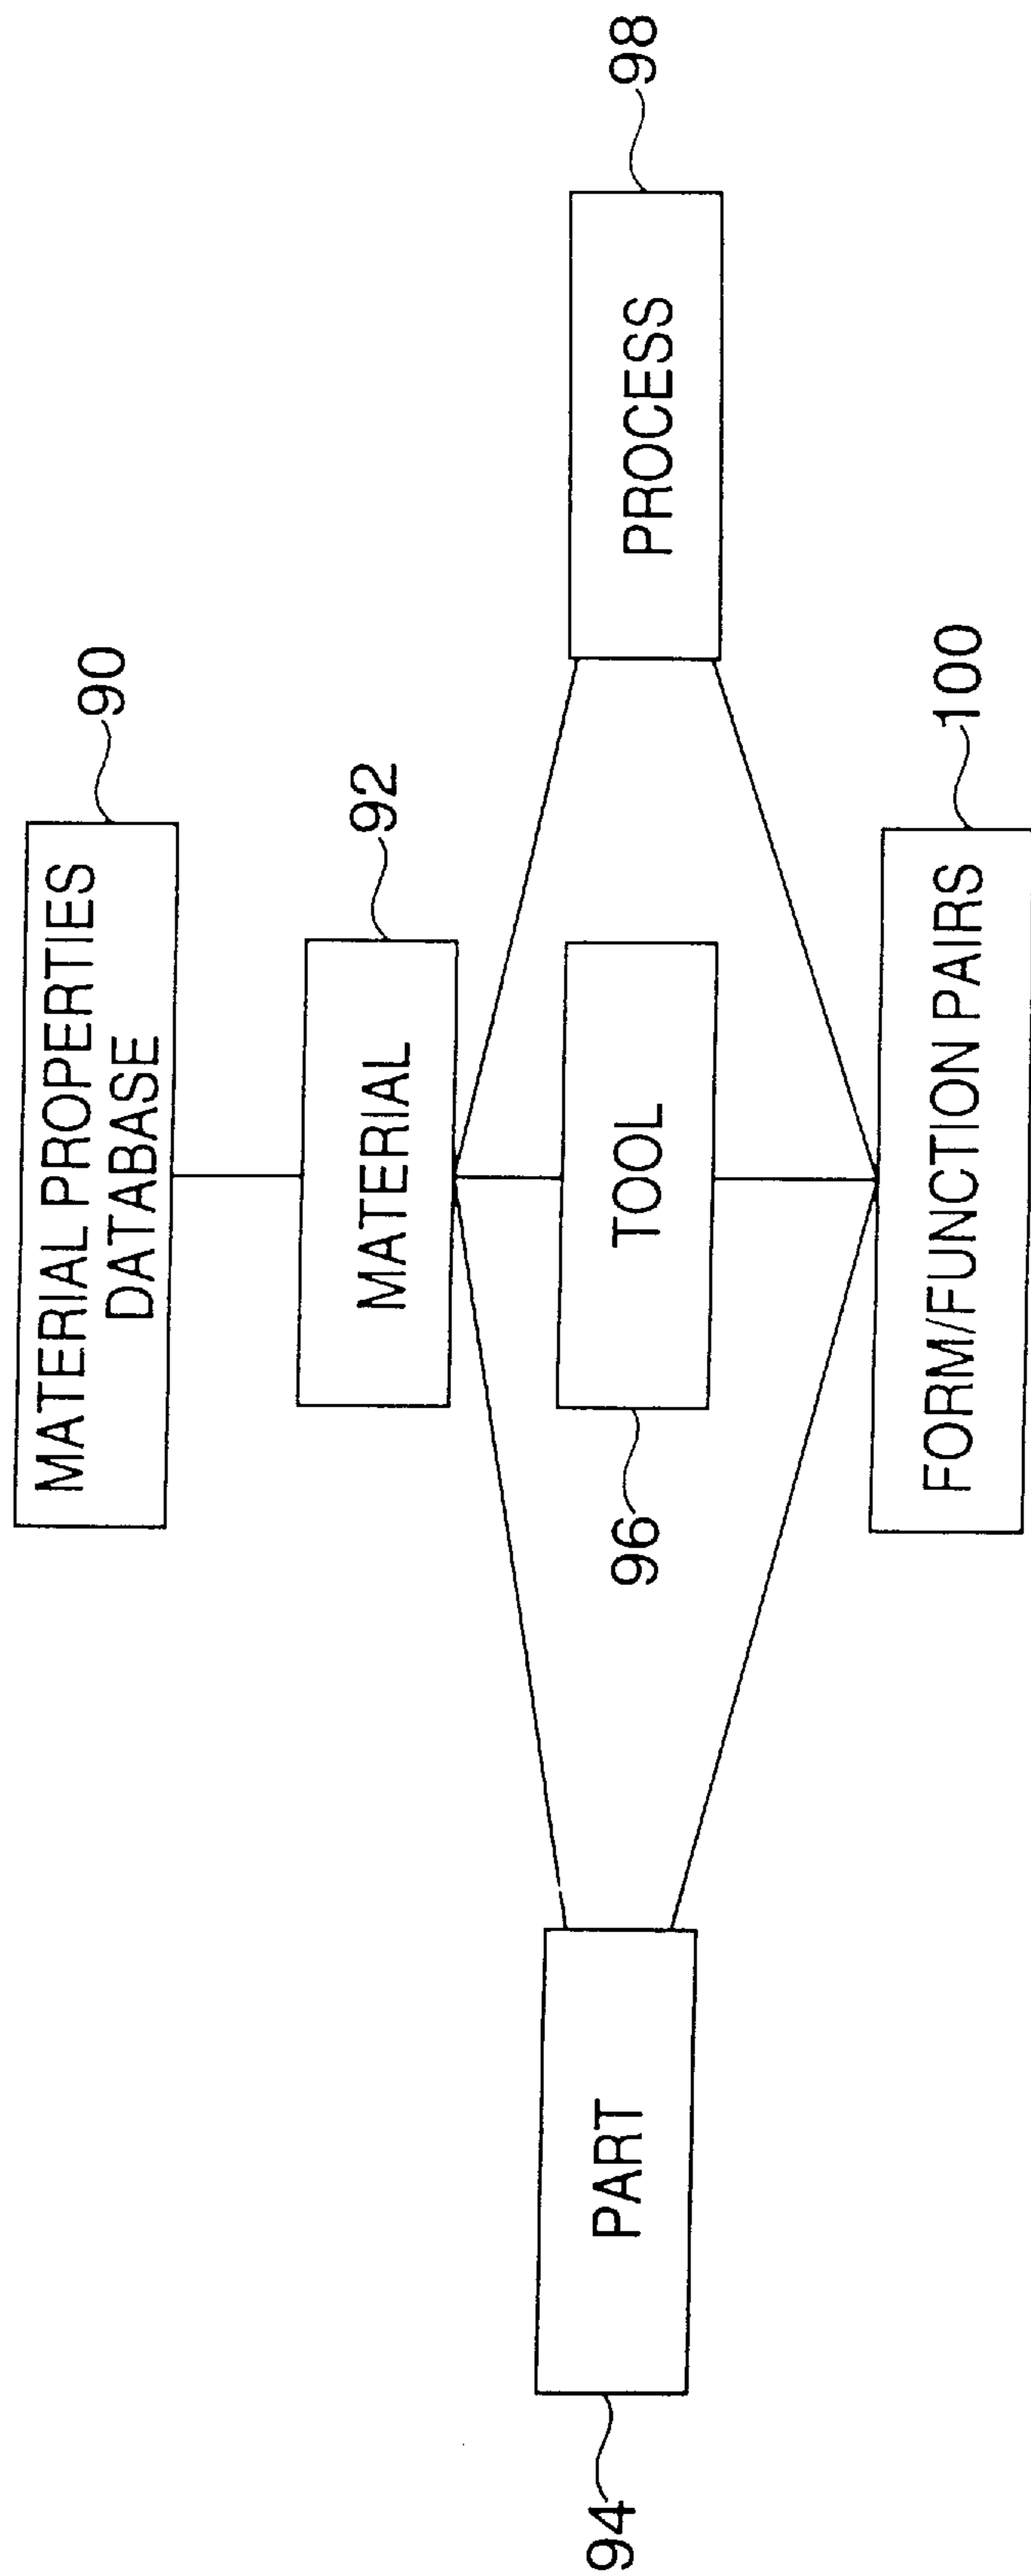 MATERIAL PROPERTIES
DATABASE
90
MATERIAL
92
PART
94
TOOL
96
PROCESS
98
FORM/FUNCTION PAIRS
100